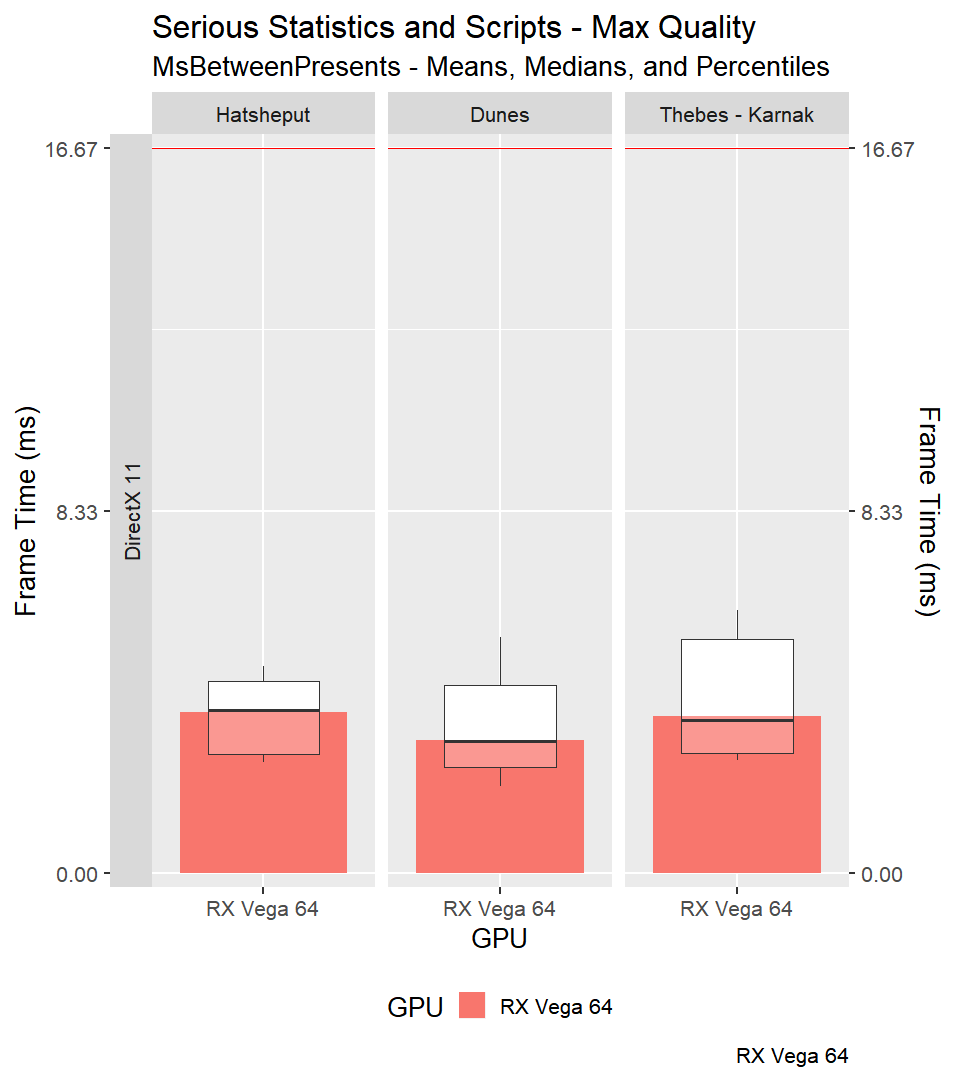 Serious Statistics and Scripts - Max Quality
MsBetweenPresents - Means, Medians, and Percentiles
Hatsheput
Dunes
Thebes - Karnak
16.67
16.67
Frame Time (ms)
DirectX 11
8.33
8.33
Frame Time (ms)
0.00
0.00
RX Vega 64
RX Vega 64
RX Vega 64
GPU
GPU RX Vega 64
RX Vega 64